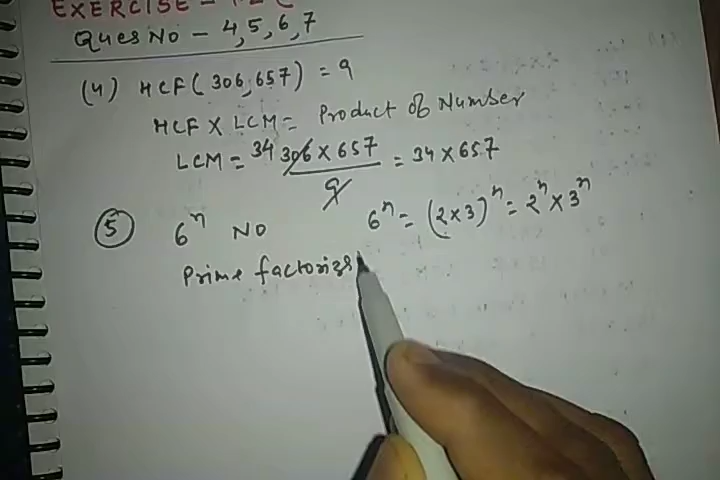 EXERCISE -
Ques No - 4,5,6,7
(4) HCF(306,657) = 9
HCF X LCM = Product of Number
LCM = 34 306 × 657 / 9 = 34 × 657
(5) 6ⁿ NO 6ⁿ = (2×3)ⁿ = 2ⁿ × 3ⁿ
Prime factorize